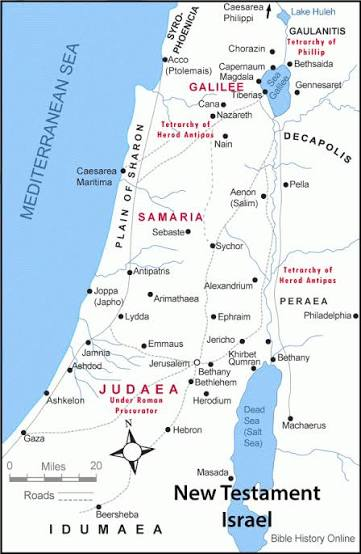 Caesarea
Philippi
Lake Huleh
SYRO-
PHOENICIA
GAULANITIS
Tetrarchy of
Phillip
Chorazin
Acco
(Ptolemais)
Capernaum
Bethsaida
Magdala
Sea
of
Galilee
GALILEE
Tiberias
Gennesaret
Cana
Nazareth
Tetrarchy of
Herod Antipas
Nain
DECAPOLIS
MEDITERRANEAN SEA
PLAIN OF SHARON
Caesarea
Maritima
Pella
Aenon
(Salim)
SAMARIA
Sebaste
Sychor
Antipatris
Tetrarchy of
Herod Antipas
Gexandrium
Joppa
(Japho)
Arimathaea
PERAEA
Lydda
Ephraim
Philadelphia
Jericho
Emmaus
Jamnia
Khirbet
Qumran
Bethany
Jerusalem
Bethany
Ashdod
Bethlehem
JUDAEA
Under Roman
Procurator
Herodium
Ashkelon
Dead
Sea
(Salt
Sea)
Machaerus
N
Hebron
Gaza
0 Miles 20
Masada
Roads
New Testament
Israel
Beersheba
IDUMAEA
Bible History Online